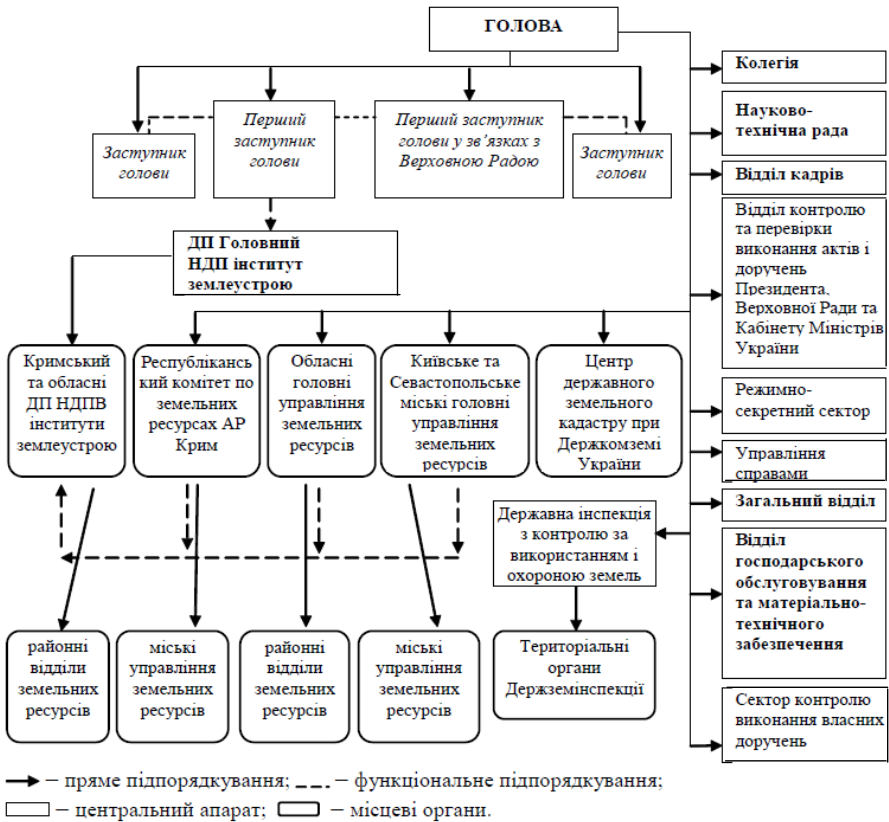 ГОЛОВА
Колегія
Науково-
технічна рада
Відділ кадрів
Відділ контролю
та перевірки
виконання актів і
доручень
Президента,
Верховної Ради та
Кабінету Міністрів
України
Режимно-
секретний сектор
Управління
справами
Загальний відділ
Відділ
господарського
обслуговування
та матеріально-
технічного
забезпечення
Сектор контролю
виконання власних
доручень
Заступник
голови
Перший
заступник
голови
Перший заступник
голови у зв’язках з
Верховною Радою
Заступник
голови
ДП Головний
НДП інститут
землеустрою
Кримський
та обласні
ДП НДПВ
інститути
землеустрою
Республікансь
кий комітет по
земельних
ресурсах АР
Крим
Обласні
головні
управління
земельних
ресурсів
Київське та
Севастопольське
міські головні
управління
земельних
ресурсів
Центр
державного
земельного
кадастру при
Держкомземі
України
Державна інспекція
з контролю за
використанням і
охороною земель
районні
відділи
земельних
ресурсів
міські
управління
земельних
ресурсів
районні
відділи
земельних
ресурсів
міські
управління
земельних
ресурсів
Територіальні
органи
Держземінспекції
– пряме підпорядкування; – функціональне підпорядкування;
– центральний апарат; – місцеві органи.